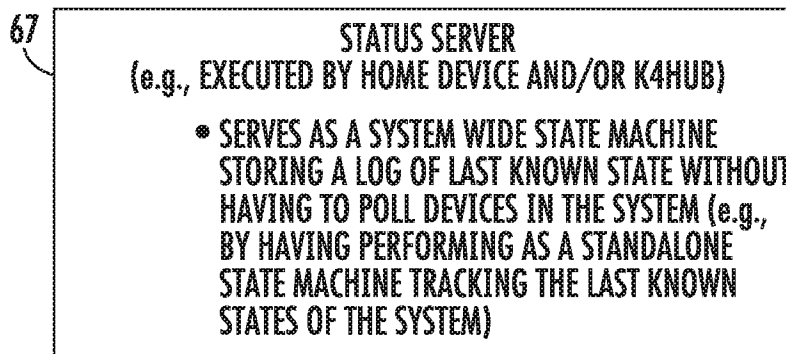 67
STATUS SERVER
(e.g., EXECUTED BY HOME DEVICE AND/OR K4HUB)
• SERVES AS A SYSTEM WIDE STATE MACHINE
STORING A LOG OF LAST KNOWN STATE WITHOUT
HAVING TO POLL DEVICES IN THE SYSTEM (e.g.,
BY HAVING PERFORMING AS A STANDALONE
STATE MACHINE TRACKING THE LAST KNOWN
STATES OF THE SYSTEM)